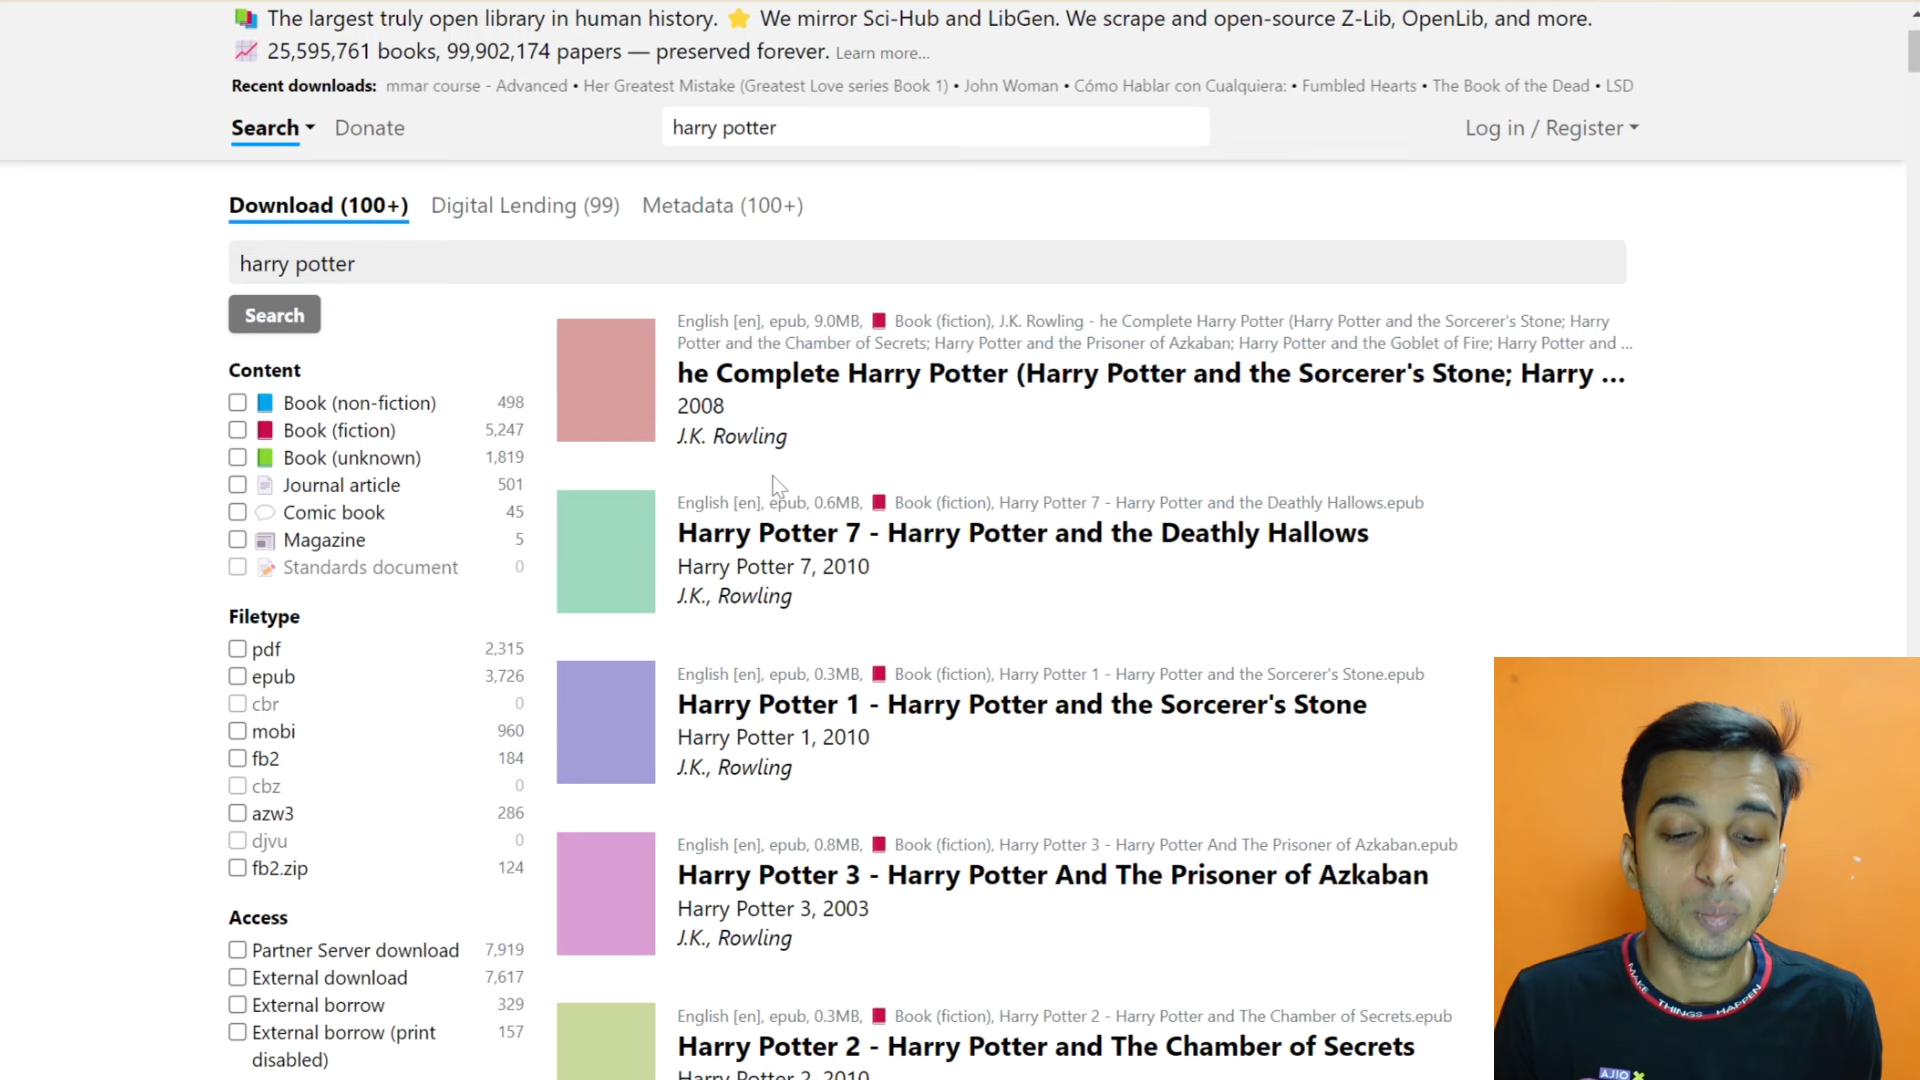 The largest truly open library in human history. ⭐ We mirror Sci-Hub and LibGen. We scrape and open-source Z-Lib, OpenLib, and more.
25,595,761 books, 99,902,174 papers — preserved forever. Learn more...
Recent downloads: mmar course - Advanced • Her Greatest Mistake (Greatest Love series Book 1) • John Woman • Cómo Hablar con Cualquiera: • Fumbled Hearts • The Book of the Dead • LSD
Search Donate harry potter Log in / Register
Download (100+) Digital Lending (99) Metadata (100+)
harry potter
Search
Content
Book (non-fiction) 498
Book (fiction) 5,247
Book (unknown) 1,819
Journal article 501
Comic book 45
Magazine 5
Standards document 0
Filetype
pdf 2,315
epub 3,726
cbr 0
mobi 960
fb2 184
cbz 0
azw3 286
djvu 0
fb2.zip 124
Access
Partner Server download 7,919
External download 7,617
External borrow 329
External borrow (print 157
disabled)
English [en], epub, 9.0MB, Book (fiction), J.K. Rowling - he Complete Harry Potter (Harry Potter and the Sorcerer's Stone; Harry
Potter and the Chamber of Secrets; Harry Potter and the Prisoner of Azkaban; Harry Potter and the Goblet of Fire; Harry Potter and ...
he Complete Harry Potter (Harry Potter and the Sorcerer's Stone; Harry ...
2008
J.K. Rowling
English [en], epub, 0.6MB, Book (fiction), Harry Potter 7 - Harry Potter and the Deathly Hallows.epub
Harry Potter 7 - Harry Potter and the Deathly Hallows
Harry Potter 7, 2010
J.K., Rowling
English [en], epub, 0.3MB, Book (fiction), Harry Potter 1 - Harry Potter and the Sorcerer's Stone.epub
Harry Potter 1 - Harry Potter and the Sorcerer's Stone
Harry Potter 1, 2010
J.K., Rowling
English [en], epub, 0.8MB, Book (fiction), Harry Potter 3 - Harry Potter And The Prisoner of Azkaban.epub
Harry Potter 3 - Harry Potter And The Prisoner of Azkaban
Harry Potter 3, 2003
J.K., Rowling
English [en], epub, 0.3MB, Book (fiction), Harry Potter 2 - Harry Potter and The Chamber of Secrets.epub
Harry Potter 2 - Harry Potter and The Chamber of Secrets
Harry Potter 2, 2010
MAKE THINGS HAPPEN
AJIO